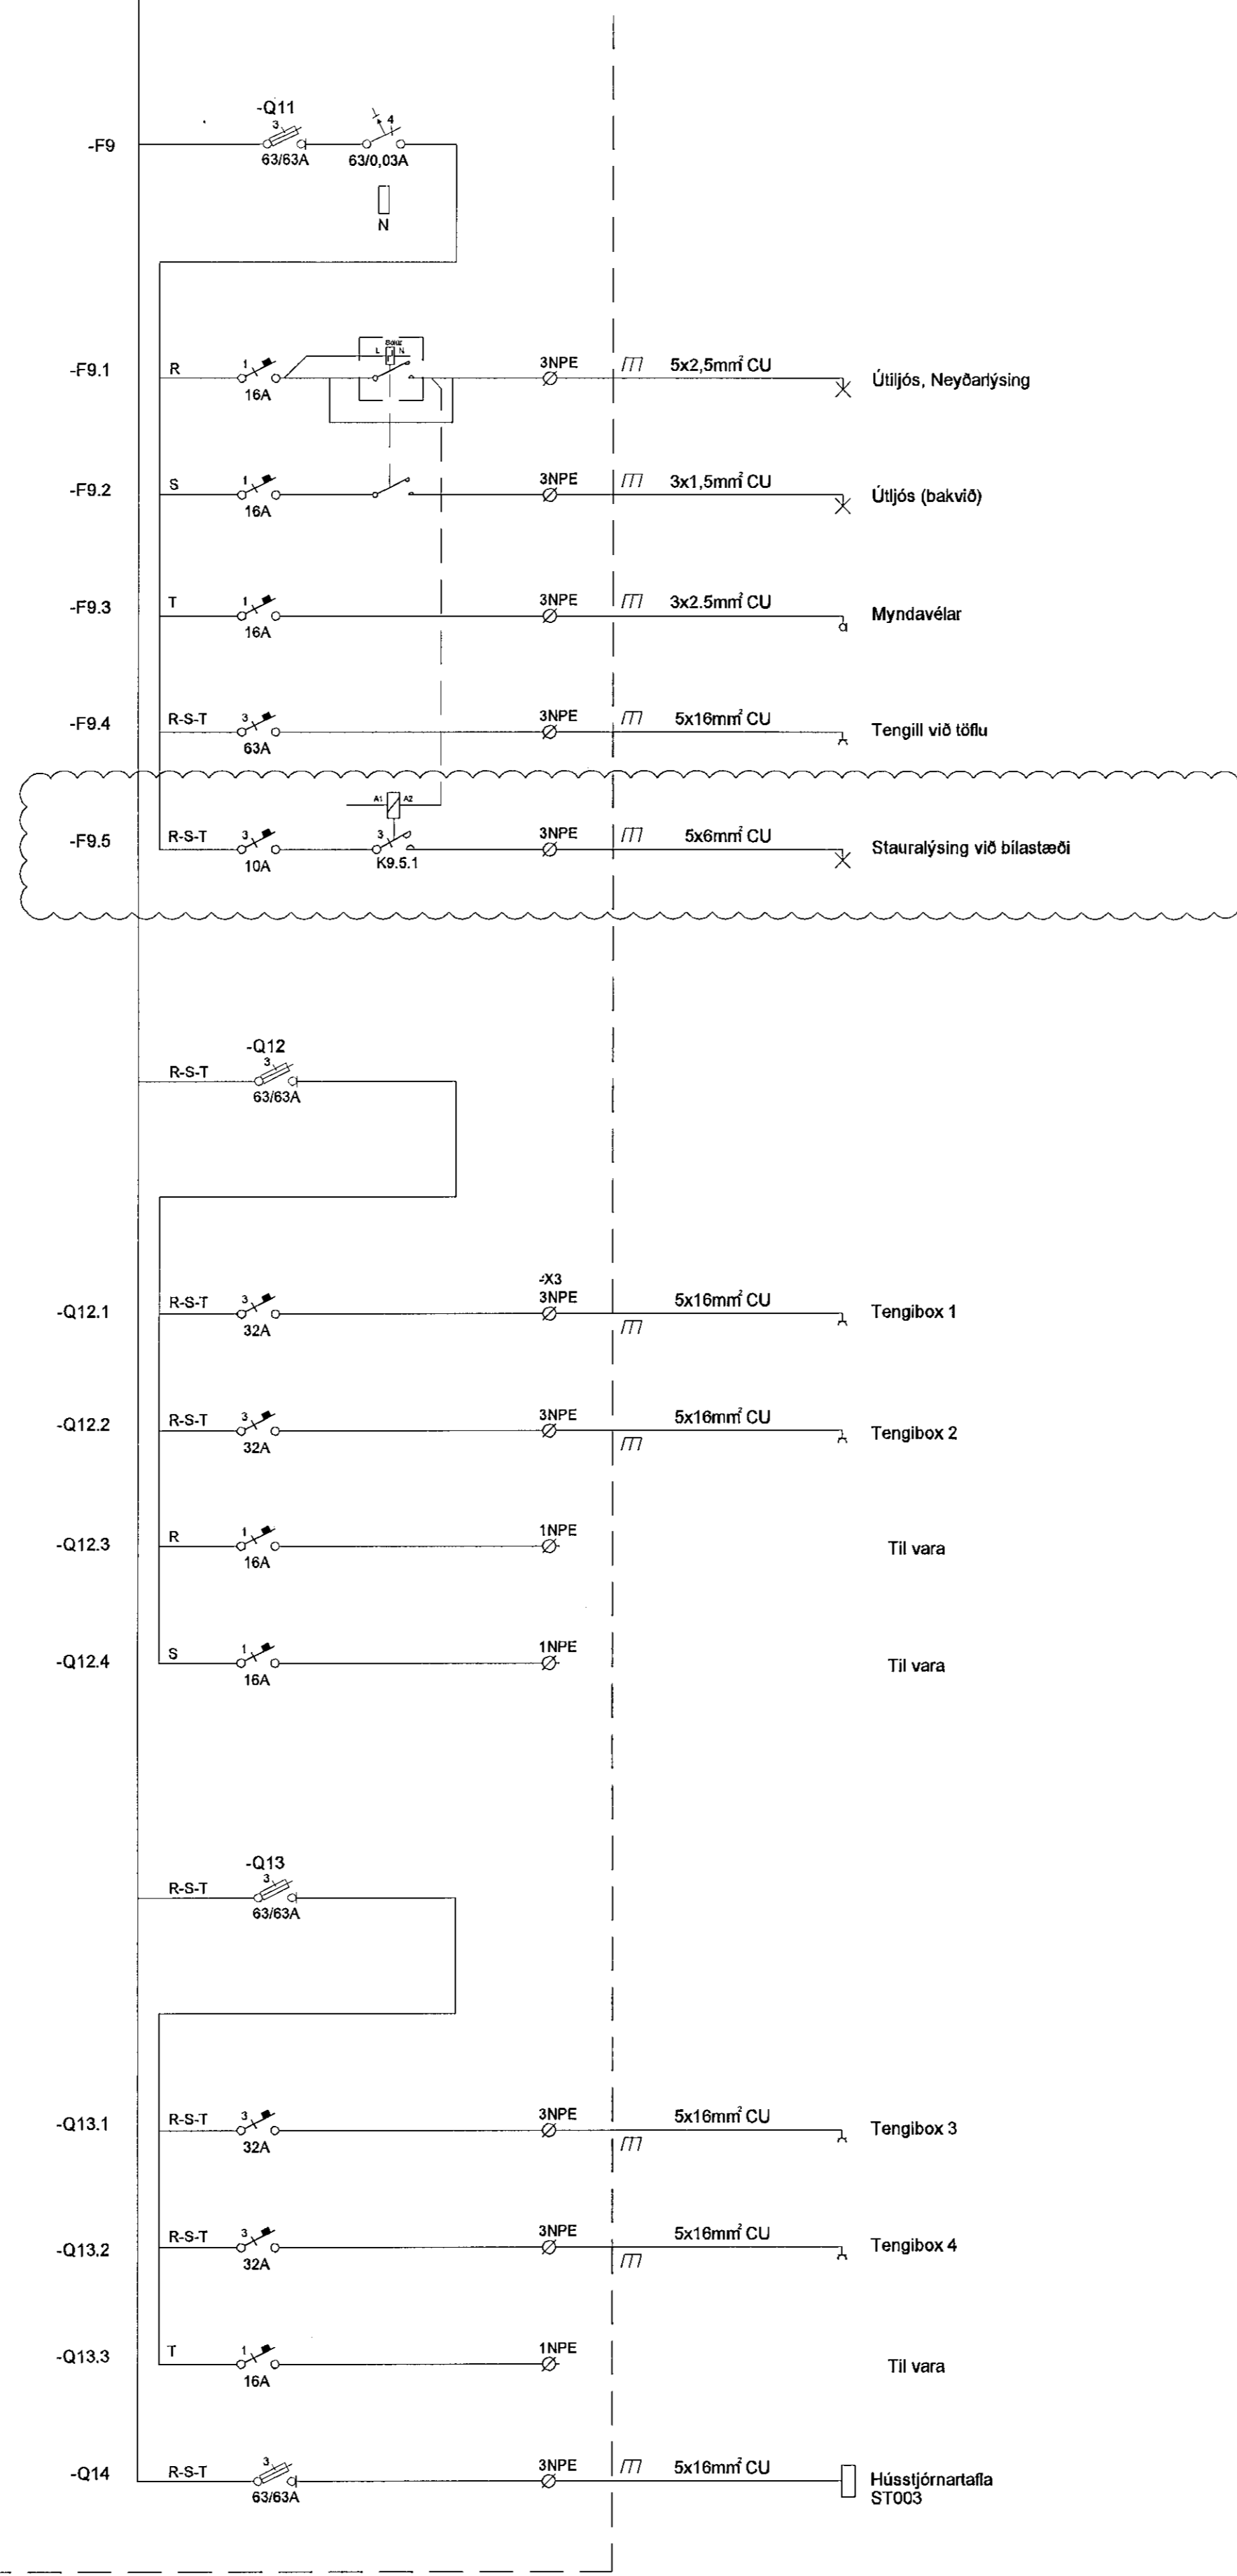 -Q11
-F9
3
4
63/63A
63/0,03A
N
-F9.1
R
1
16A
L
N
3NPE
5x2,5mm² CU
Útiljós, Neyðarlýsing
-F9.2
S
1
16A
3NPE
3x1,5mm² CU
Útljós (bakvið)
-F9.3
T
1
16A
3NPE
3x2.5mm² CU
Myndavélar
-F9.4
R-S-T
3
63A
3NPE
5x16mm² CU
Tengill við töflu
-F9.5
R-S-T
3
10A
A1
A2
3
K9.5.1
3NPE
5x6mm² CU
Stauralýsing við bílastæði
-Q12
R-S-T
3
63/63A
-Q12.1
R-S-T
3
32A
-X3
3NPE
5x16mm² CU
Tengibox 1
-Q12.2
R-S-T
3
32A
3NPE
5x16mm² CU
Tengibox 2
-Q12.3
R
1
16A
1NPE
Til vara
-Q12.4
S
1
16A
1NPE
Til vara
-Q13
R-S-T
3
63/63A
-Q13.1
R-S-T
3
32A
3NPE
5x16mm² CU
Tengibox 3
-Q13.2
R-S-T
3
32A
3NPE
5x16mm² CU
Tengibox 4
-Q13.3
T
1
16A
1NPE
Til vara
-Q14
R-S-T
3
63/63A
3NPE
5x16mm² CU
Hússtjórnartafla
ST003